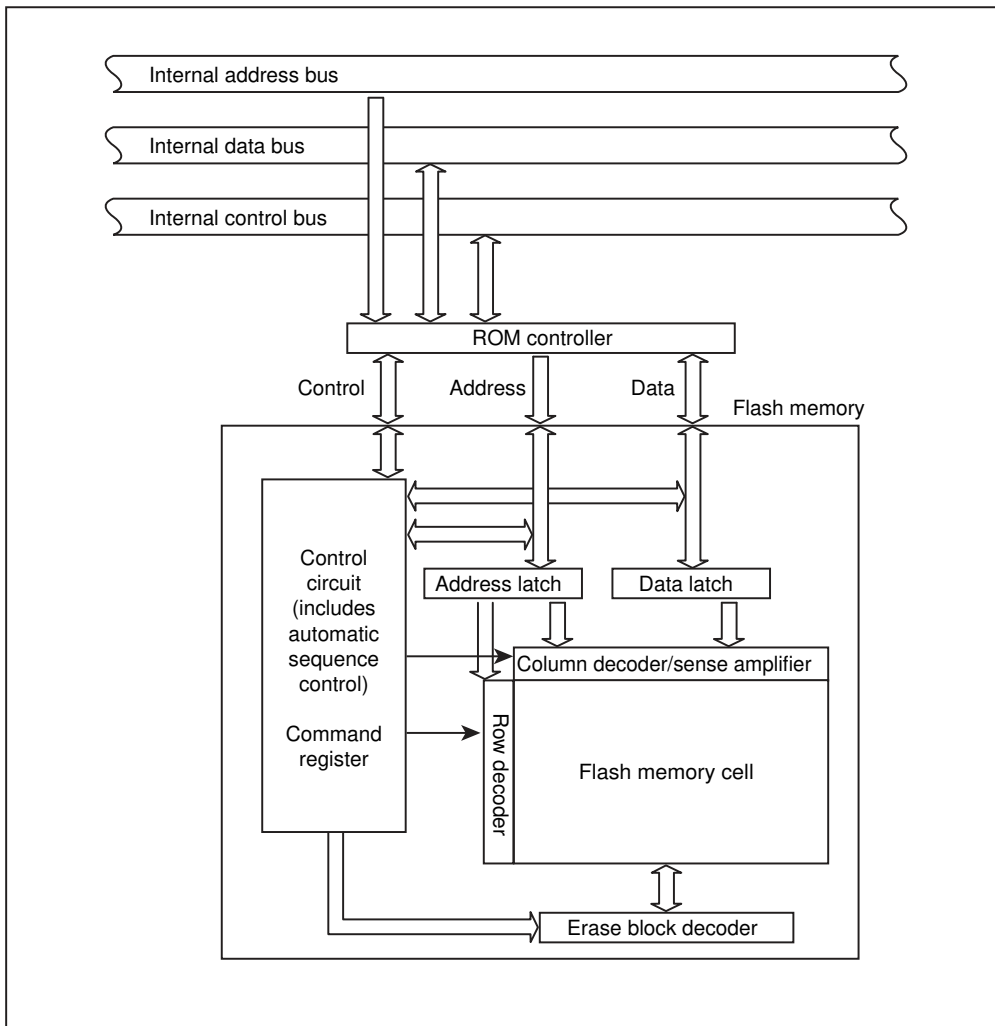 Internal address bus
Internal data bus
Internal control bus
ROM controller
Control
Address
Data
Flash memory
Control
circuit
(includes
automatic
sequence
control)
Command
register
Address latch
Data latch
Column decoder/sense amplifier
Row decoder
Flash memory cell
Erase block decoder